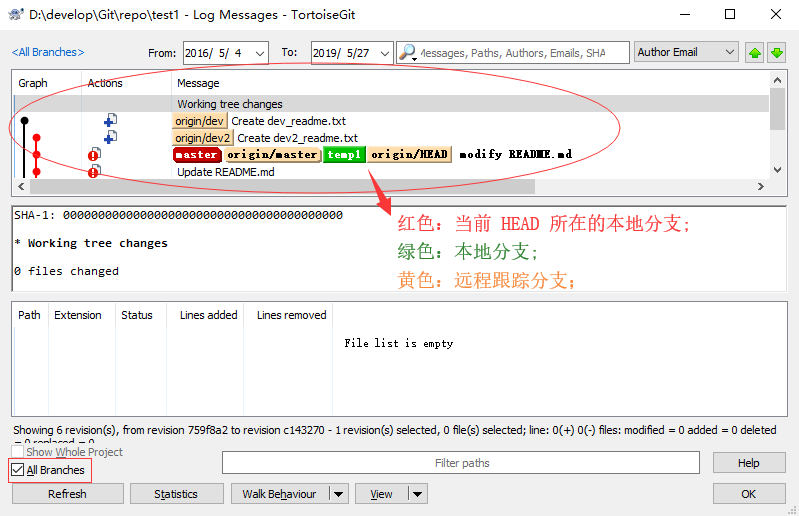 D:\develop\Git\repo\test1 - Log Messages - TortoiseGit
<All Branches> From: 2016/ 5/ 4 To: 2019/ 5/27 Messages, Paths, Authors, Emails, SHA Author Email
Graph Actions Message
Working tree changes
origin/dev Create dev_readme.txt
origin/dev2 Create dev2_readme.txt
master origin/master temp1 origin/HEAD modify README.md
Update README.md
SHA-1: 0000000000000000000000000000000000000000
* Working tree changes
0 files changed
红色：当前 HEAD 所在的本地分支;
绿色：本地分支;
黄色：远程跟踪分支；
Path Extension Status Lines added Lines removed
File list is empty
Showing 6 revision(s), from revision 759f8a2 to revision c143270 - 1 revision(s) selected, 0 file(s) selected; line: 0(+) 0(-) files: modified = 0 added = 0 deleted
= 0 replaced = 0
Show Whole Project
All Branches Filter paths Help
Refresh Statistics Walk Behaviour View OK